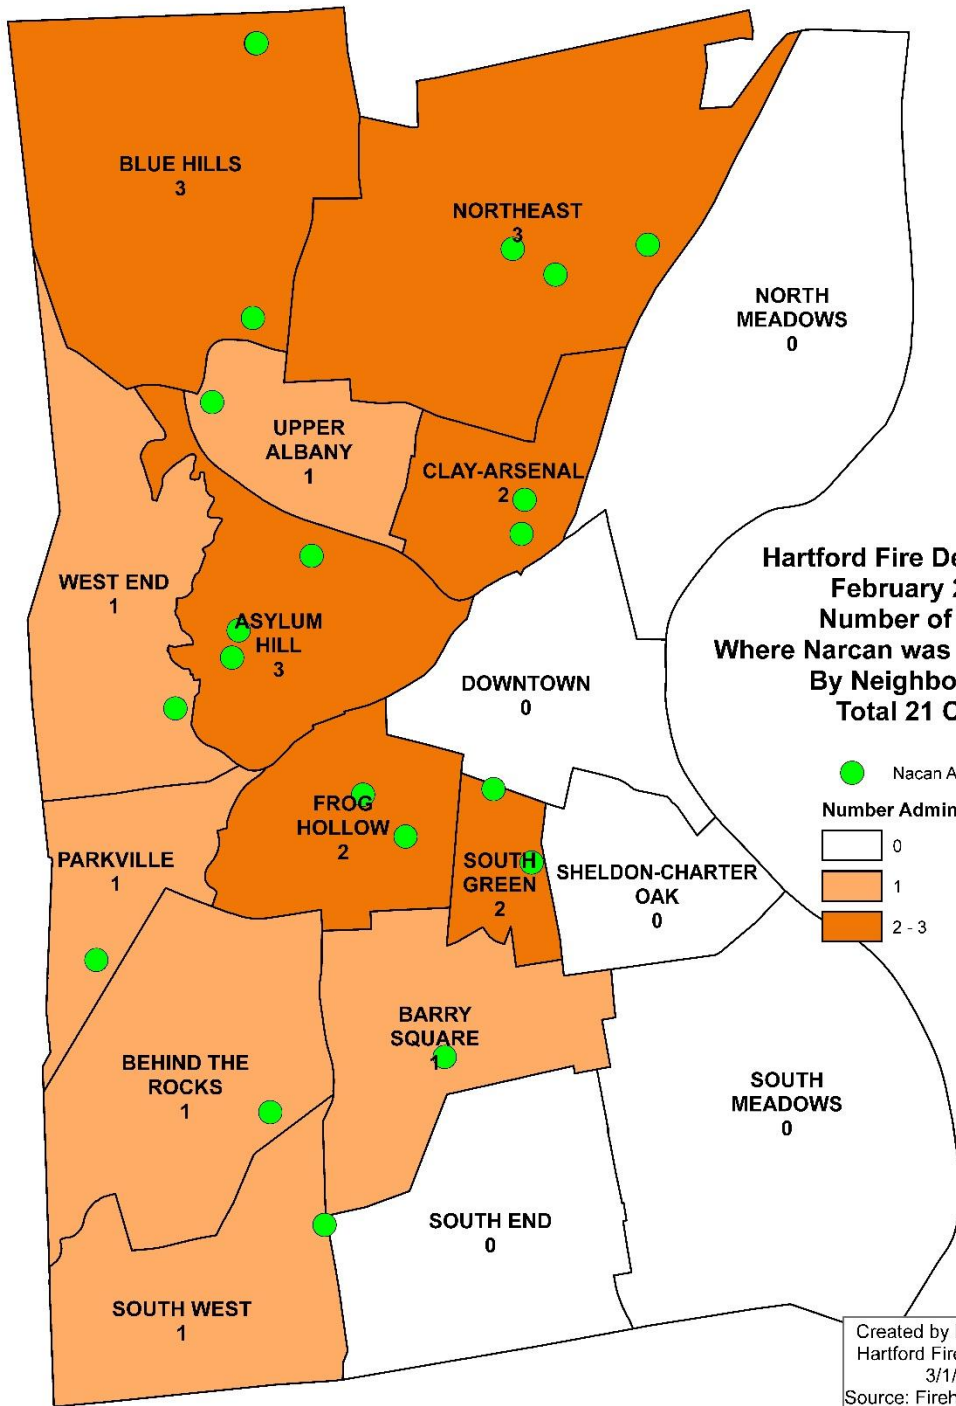 BLUE HILLS
3
NORTHEAST
3
NORTH
MEADOWS
0
UPPER
ALBANY
1
CLAY-ARSENAL
2
WEST END
1
ASYLUM
HILL
3
DOWNTOWN
0
Hartford Fire De
February 2
Number of
Where Narcan was
By Neighbo
Total 21 C
Nacan A
Number Admin
0
1
2 - 3
FROG
HOLLOW
2
SOUTH
GREEN
2
SHELDON-CHARTER
OAK
0
PARKVILLE
1
BARRY
SQUARE
1
BEHIND THE
ROCKS
1
SOUTH
MEADOWS
0
SOUTH END
0
SOUTH WEST
1
Created by
Hartford Fire
3/1/
Source: Fireh